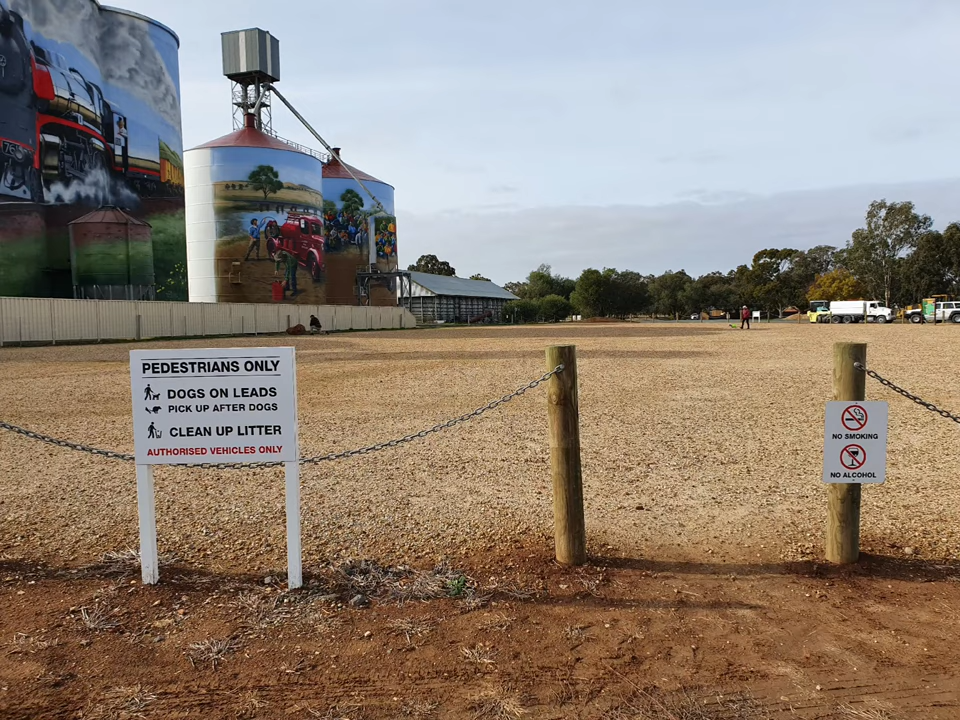 PEDESTRIANS ONLY
DOGS ON LEADS
PICK UP AFTER DOGS
CLEAN UP LITTER
AUTHORISED VEHICLES ONLY
NO SMOKING
NO ALCOHOL